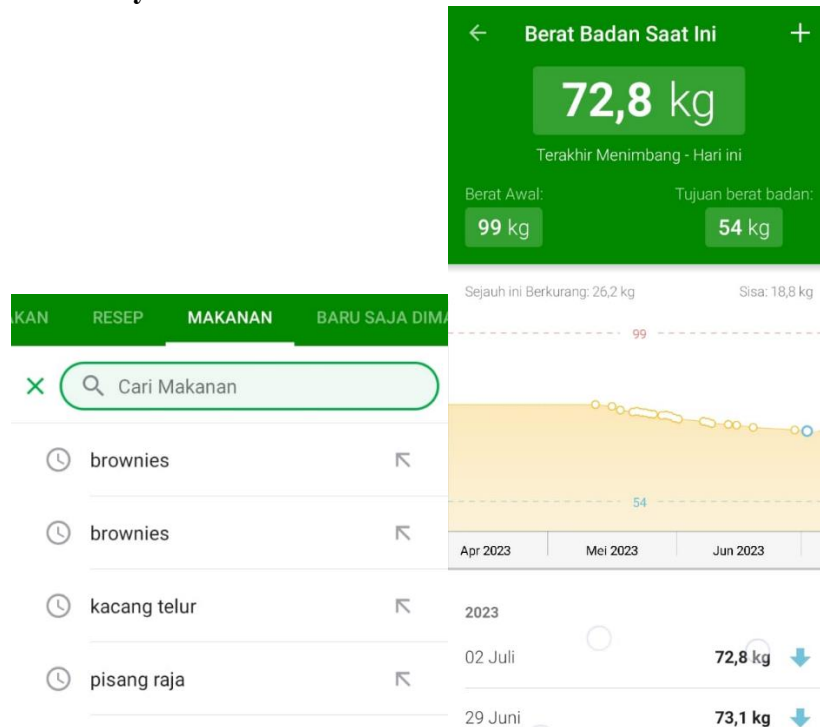 Berat Badan Saat Ini
72,8 kg
Terakhir Menimbang - Hari ini
Berat Awal:
Tujuan berat badan:
99 kg
54 kg
Sejauh ini Berkurang: 26,2 kg
Sisa: 18,8 kg
99
54
Apr 2023
Mei 2023
Jun 2023
2023
02 Juli
72,8 kg
29 Juni
73,1 kg
KAN
RESEP
MAKANAN
BARU SAJA DIMA
Cari Makanan
brownies
brownies
kacang telur
pisang raja